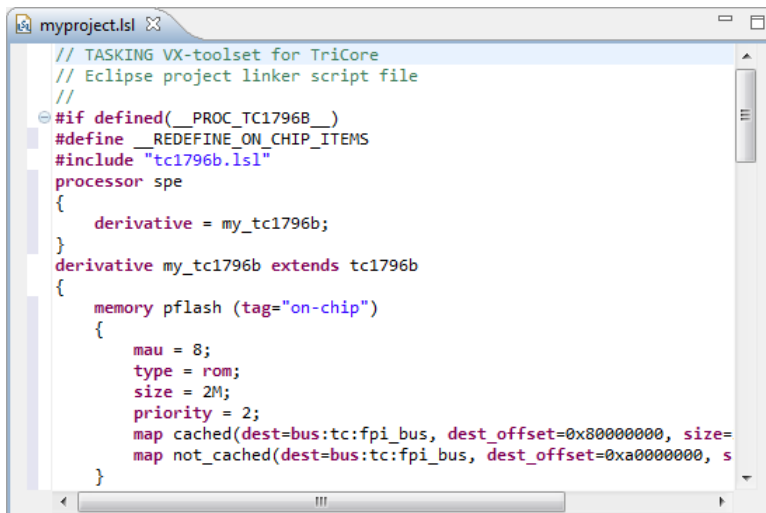 myproject.lsl
// TASKING VX-toolset for TriCore
// Eclipse project linker script file
//
#if defined(__PROC_TC1796B__)
#define __REDEFINE_ON_CHIP_ITEMS
#include "tc1796b.lsl"
processor spe
{
    derivative = my_tc1796b;
}
derivative my_tc1796b extends tc1796b
{
    memory pflash (tag="on-chip")
    {
        mau = 8;
        type = rom;
        size = 2M;
        priority = 2;
        map cached(dest=bus:tc:fpi_bus, dest_offset=0x80000000, size=
        map not_cached(dest=bus:tc:fpi_bus, dest_offset=0xa0000000, s
    }